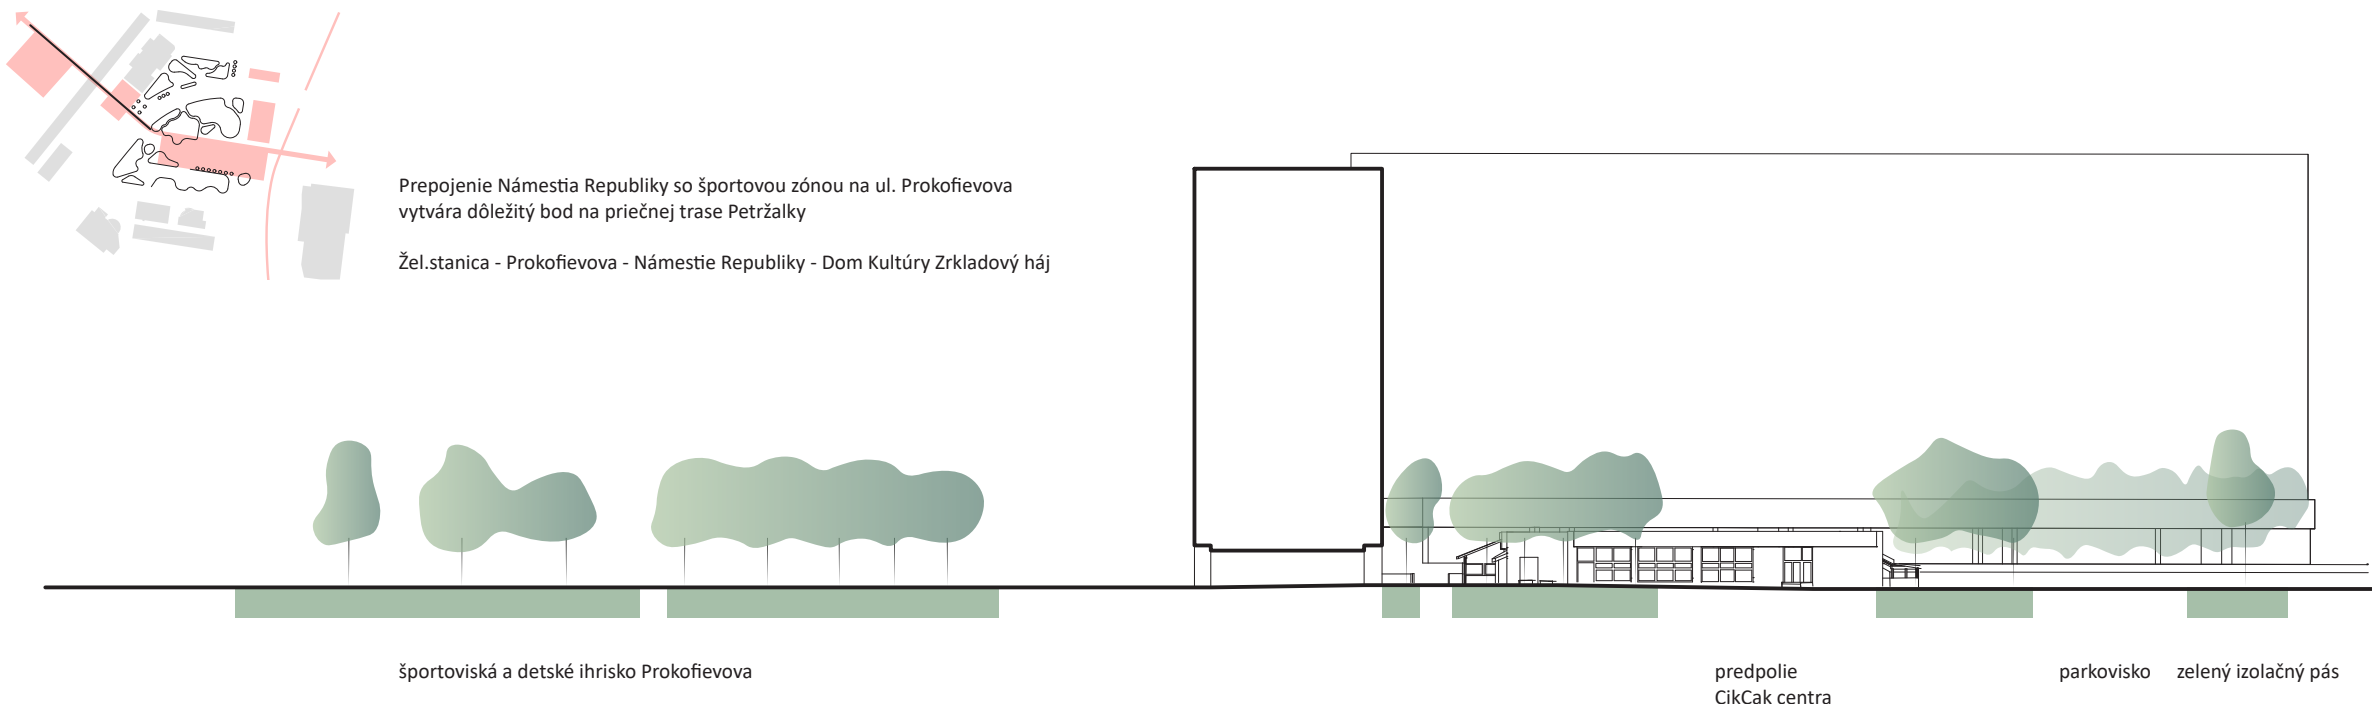 Prepojenie Námestia Republiky so športovou zónou na ul. Prokofievova
vytvára dôležitý bod na priečnej trase Petržalky
Žel.stanica - Prokofievova - Námestie Republiky - Dom Kultúry Zrkladový háj
športoviská a detské ihrisko Prokofievova
predpolie
CikCak centra
parkovisko
zelený izolačný pás